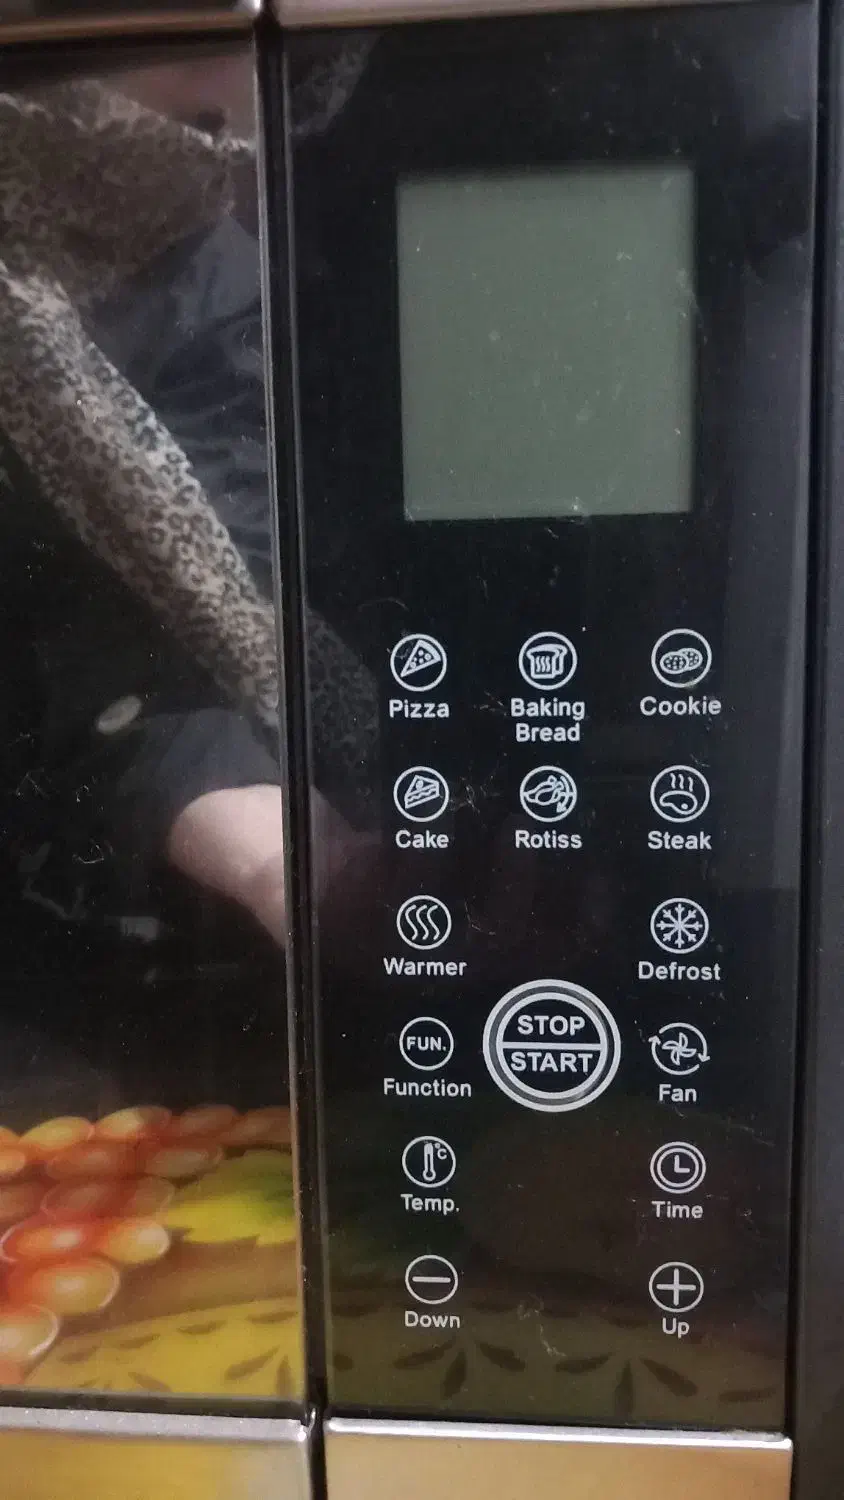 Pizza
Baking
Bread
Cookie
Cake
Rotiss
Steak
Warmer
Defrost
STOP
START
FUN.
Function
Fan
°C
Temp.
Time
Down
Up